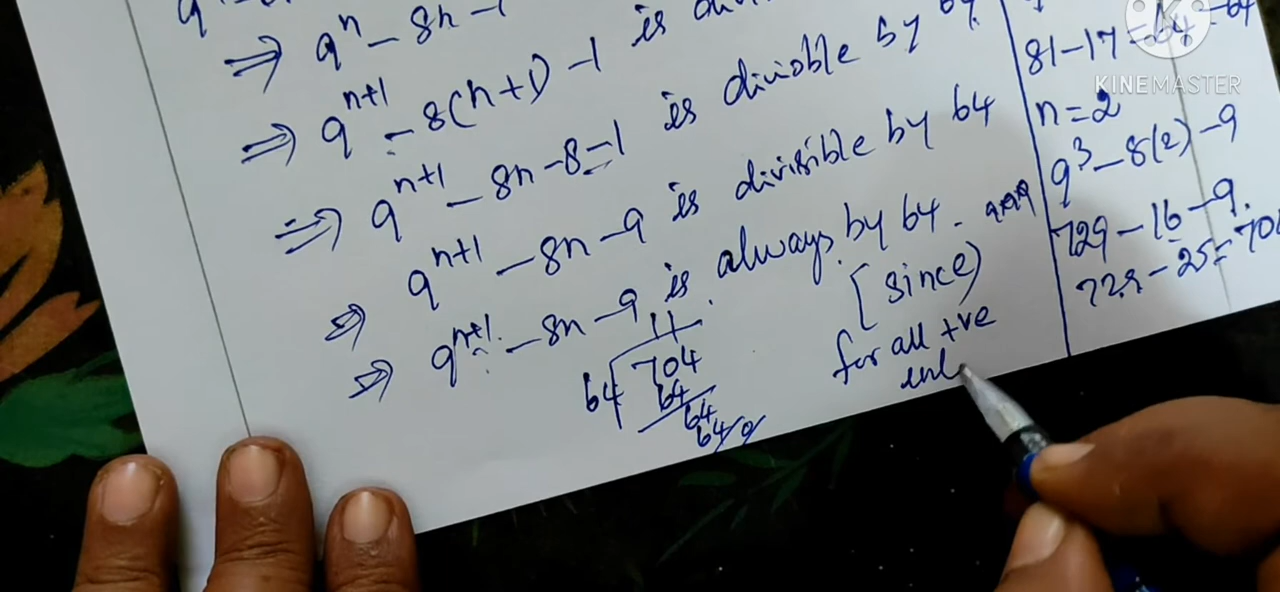 ⇒ 9ⁿ - 8n - 1 is
⇒ 9ⁿ⁺¹ - 8(n+1) - 1 is divisible by 64.
⇒ 9ⁿ⁺¹ - 8n - 8 - 1 is divisible by 64
⇒ 9ⁿ⁺¹ - 8n - 9 is always by 64.
⇒ 9ⁿ⁺¹ - 8n - 9 is
[since)
for all +ve
11
64 704
64
64
64
0
81 - 17 = 64
n = 2
9³ - 8(2) - 9
729 - 16 - 9.
729 - 25 = 704
KINEMASTER